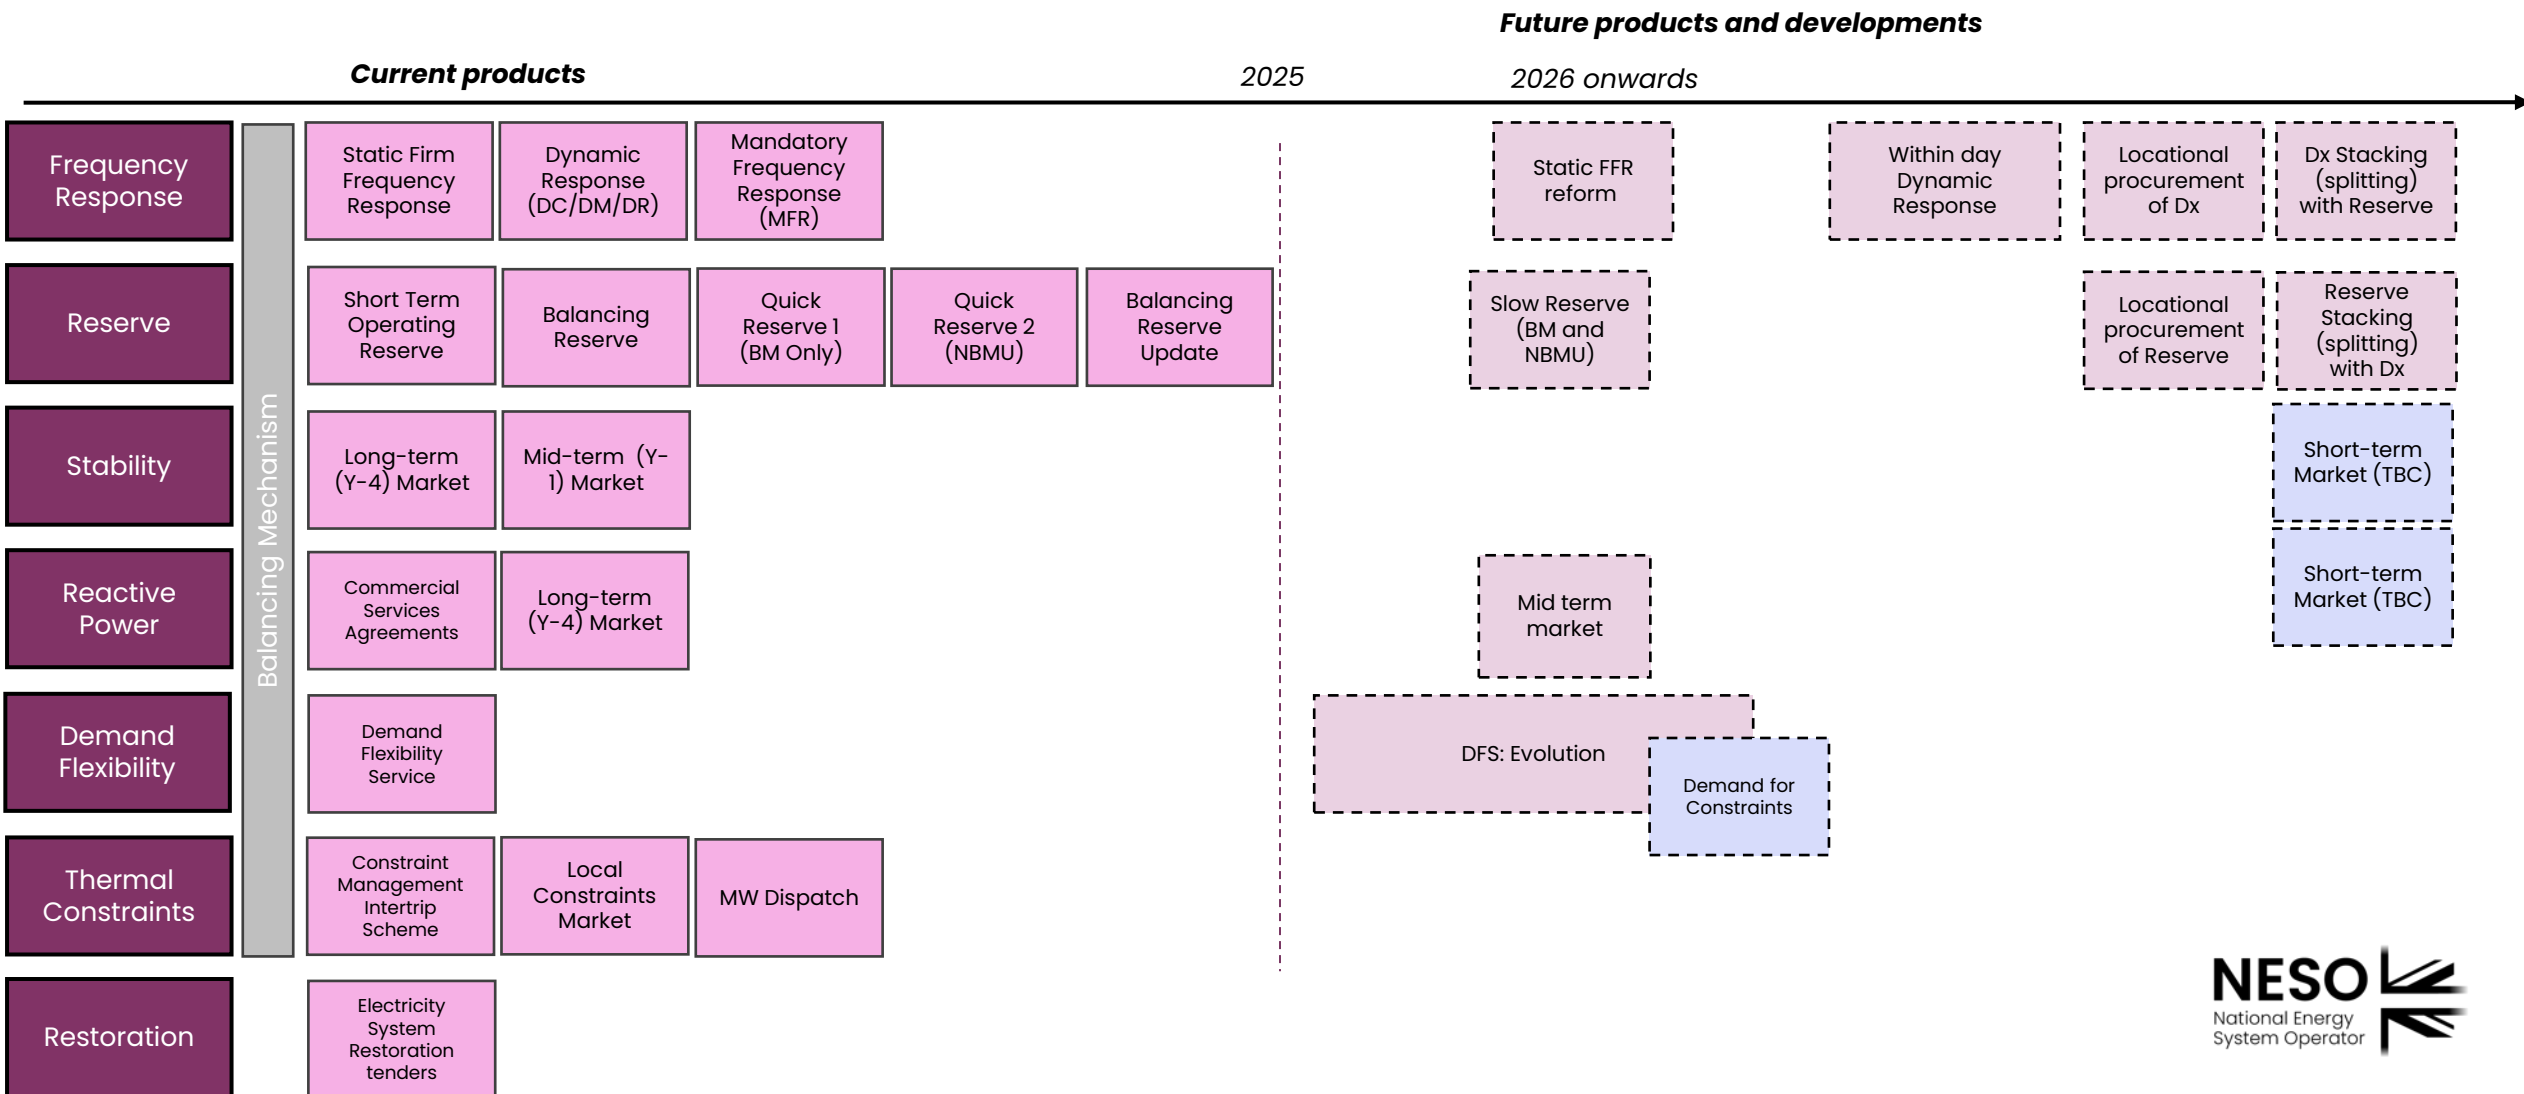 Future products and developments
Current products
2025
2026 onwards
Frequency
Response
Balancing Mechanism
Static Firm
Frequency
Response
Dynamic
Response
(DC/DM/DR)
Mandatory
Frequency
Response
(MFR)
Static FFR
reform
Within day
Dynamic
Response
Locational
procurement
of Dx
Dx Stacking
(splitting)
with Reserve
Reserve
Short Term
Operating
Reserve
Balancing
Reserve
Quick
Reserve 1
(BM Only)
Quick
Reserve 2
(NBMU)
Balancing
Reserve
Update
Slow Reserve
(BM and
NBMU)
Locational
procurement
of Reserve
Reserve
Stacking
(splitting)
with Dx
Stability
Long-term
(Y-4) Market
Mid-term (Y-
1) Market
Short-term
Market (TBC)
Reactive
Power
Commercial
Services
Agreements
Long-term
(Y-4) Market
Mid term
market
Short-term
Market (TBC)
Demand
Flexibility
Demand
Flexibility
Service
DFS: Evolution
Demand for
Constraints
Thermal
Constraints
Constraint
Management
Intertrip
Scheme
Local
Constraints
Market
MW Dispatch
Restoration
Electricity
System
Restoration
tenders
NESO
National Energy
System Operator